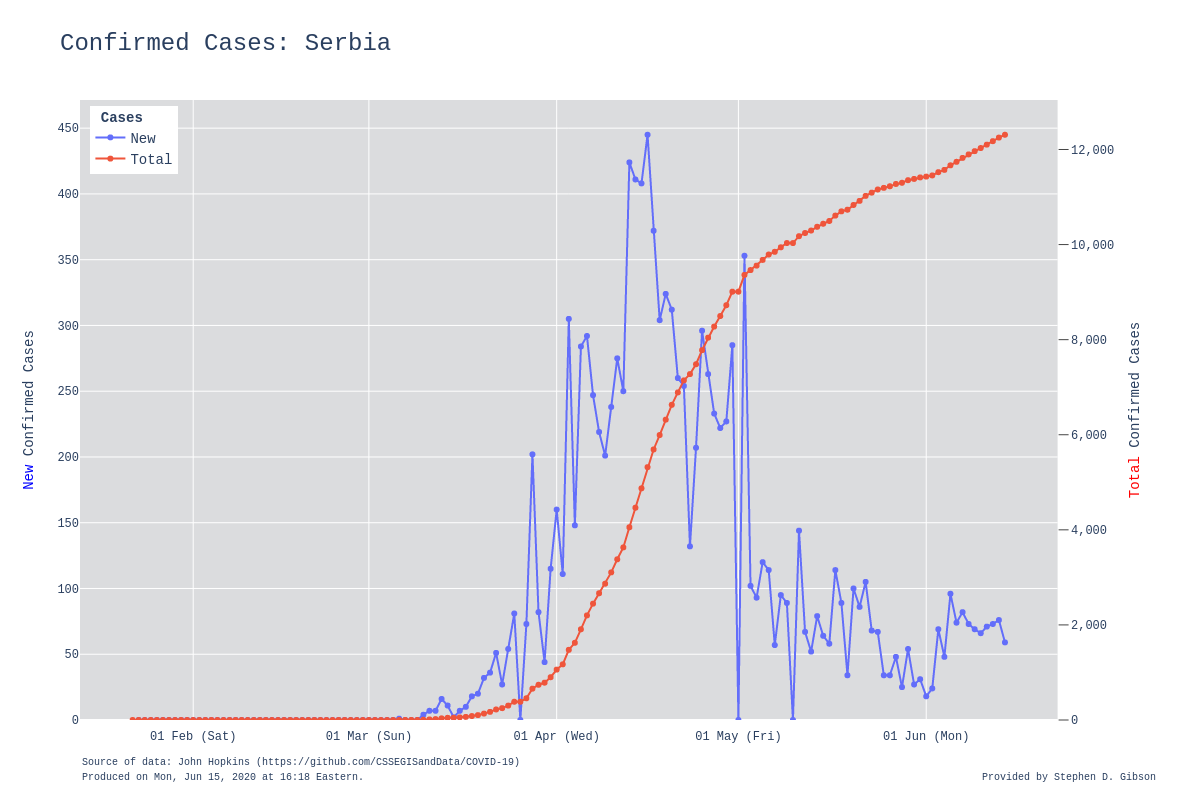 Confirmed Cases: Serbia
Cases
New
Total
450
400
350
300
250
200
150
100
50
0
12,000
10,000
8,000
6,000
4,000
2,000
0
New Confirmed Cases
Total Confirmed Cases
01 Feb (Sat)
01 Mar (Sun)
01 Apr (Wed)
01 May (Fri)
01 Jun (Mon)
Source of data: John Hopkins (https://github.com/CSSEGISandData/COVID-19)
Produced on Mon, Jun 15, 2020 at 16:18 Eastern.
Provided by Stephen D. Gibson